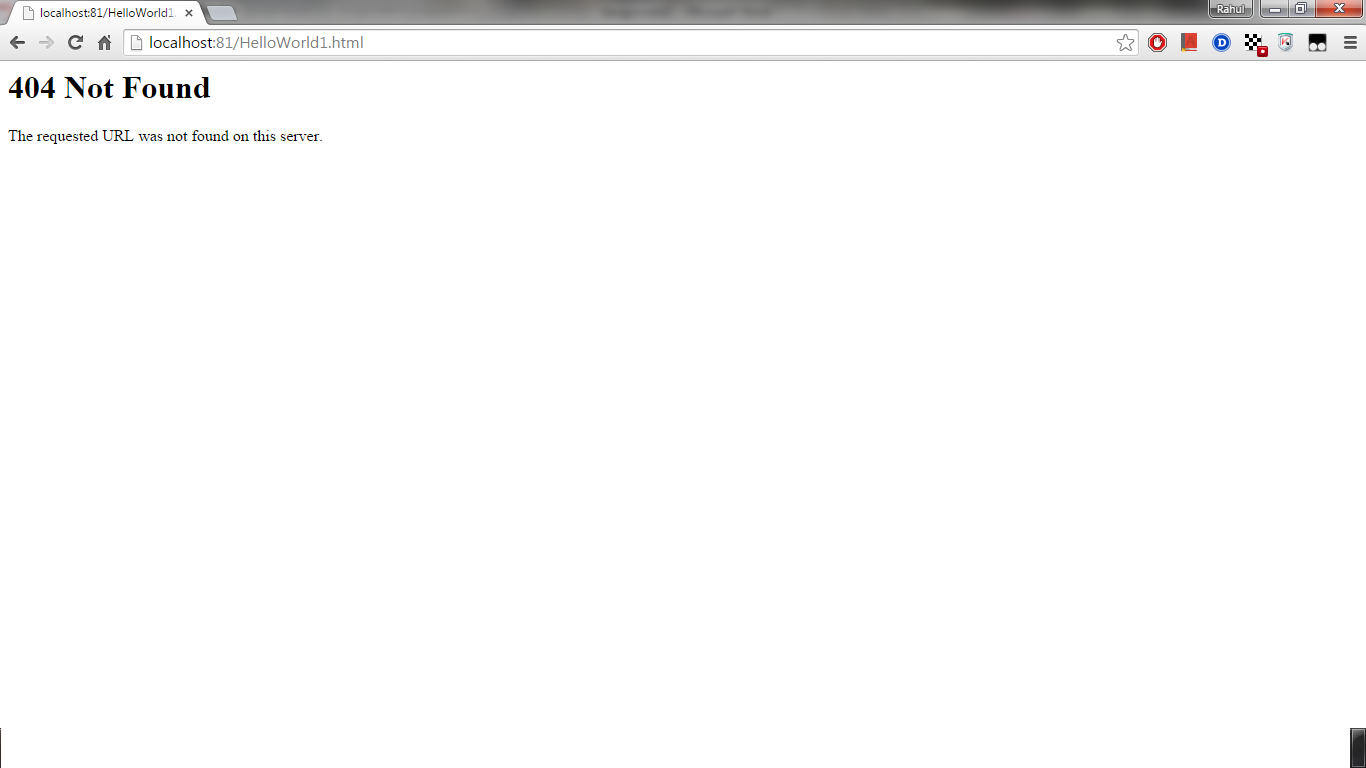 localhost:81/HelloWorld1.
Rahul
localhost:81/HelloWorld1.html
404 Not Found
The requested URL was not found on this server.